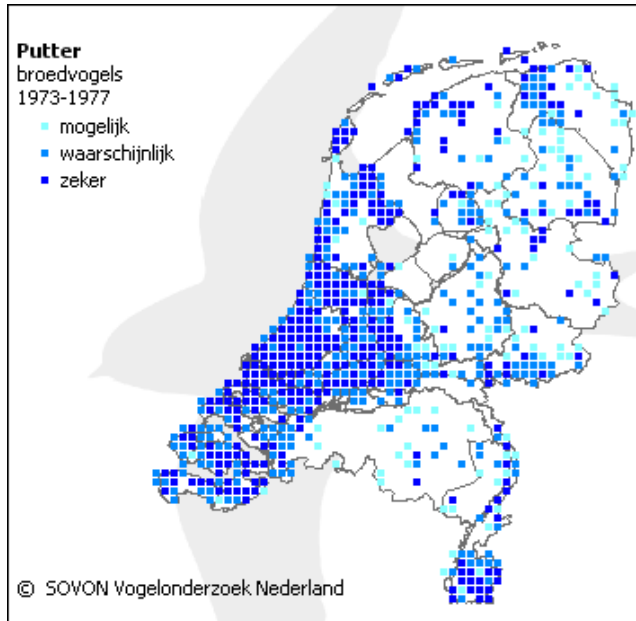 Putter
broedvogels
1973-1977
mogelijk
waarschijnlijk
zeker
© SOVON Vogelonderzoek Nederland